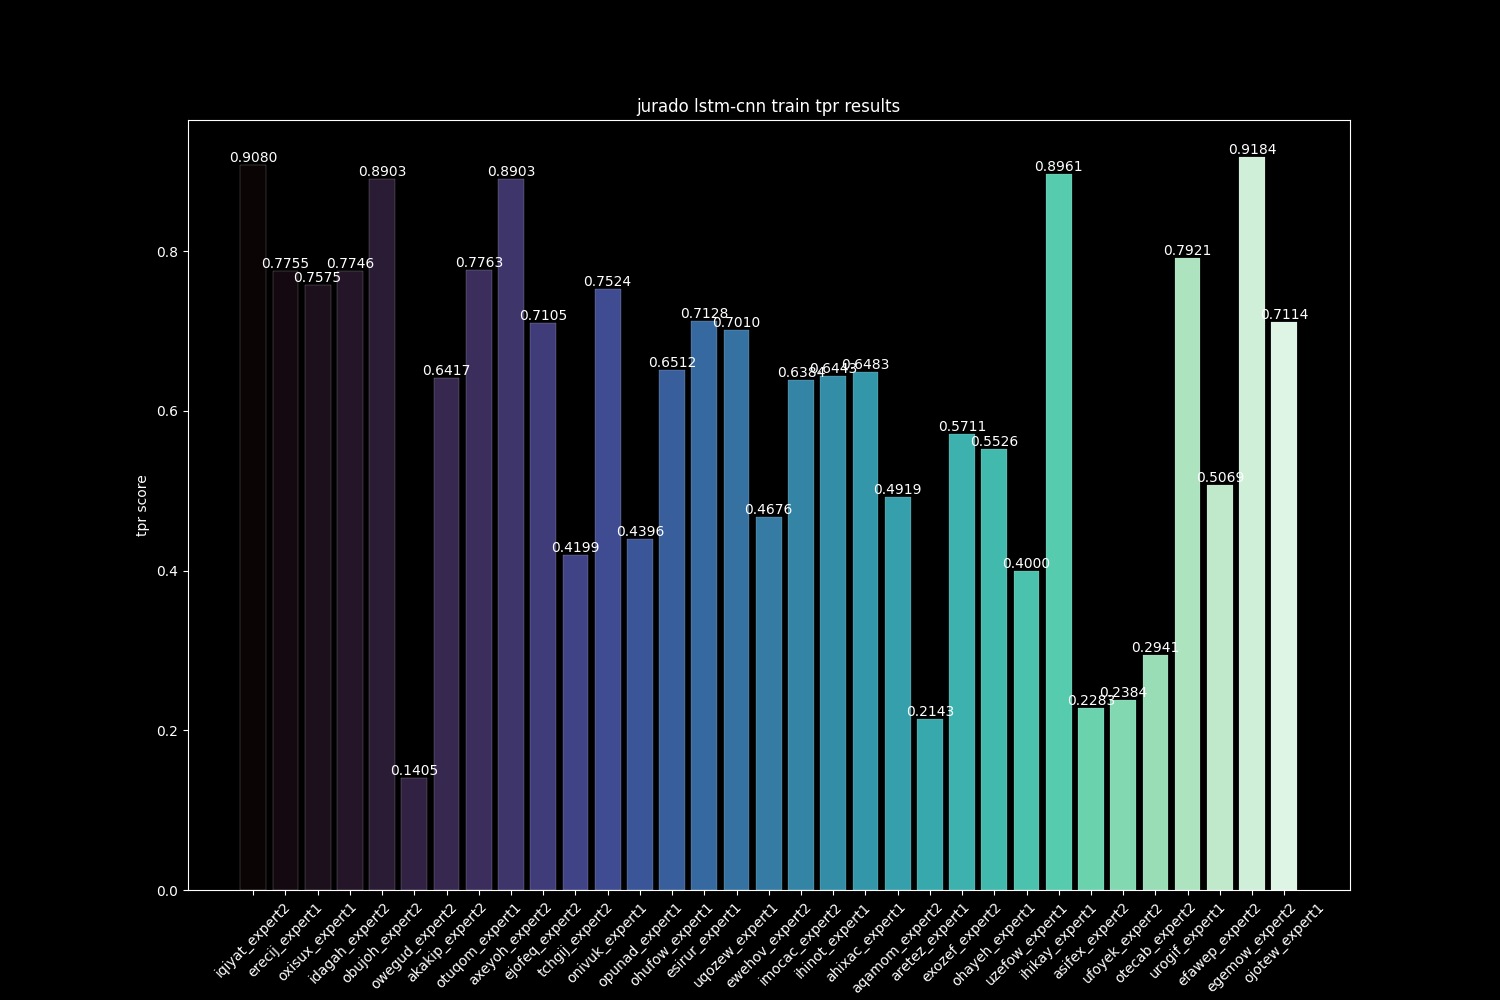 jurado lstm-cnn train tpr results
tpr score
0.8
0.6
0.4
0.2
0.0
0.9080
0.7755
0.7575
0.7746
0.8903
0.1405
0.6417
0.7763
0.8903
0.7105
0.4199
0.7524
0.4396
0.6512
0.7128
0.7010
0.4676
0.6384
0.6443
0.6483
0.4919
0.2143
0.5711
0.5526
0.4000
0.8961
0.2283
0.2384
0.2941
0.7921
0.5069
0.9184
0.7114
iqjyat_expert2
erecij_expert1
oxisux_expert1
idagah_expert2
obujoh_expert2
owegud_expert2
akakip_expert2
otuqom_expert1
axeyoh_expert2
ejofeq_expert2
tchgjj_expert2
onivuk_expert1
opunad_expert1
ohufow_expert1
esirur_expert1
uqozew_expert1
ewehov_expert2
imocac_expert2
ihinot_expert1
ahixac_expert1
aqamom_expert2
aretez_expert1
exozef_expert2
ohayeh_expert1
uzefow_expert1
ihikay_expert1
asifex_expert2
ufoyek_expert2
otecab_expert2
urogif_expert1
efawep_expert2
egemow_expert2
ojotew_expert1